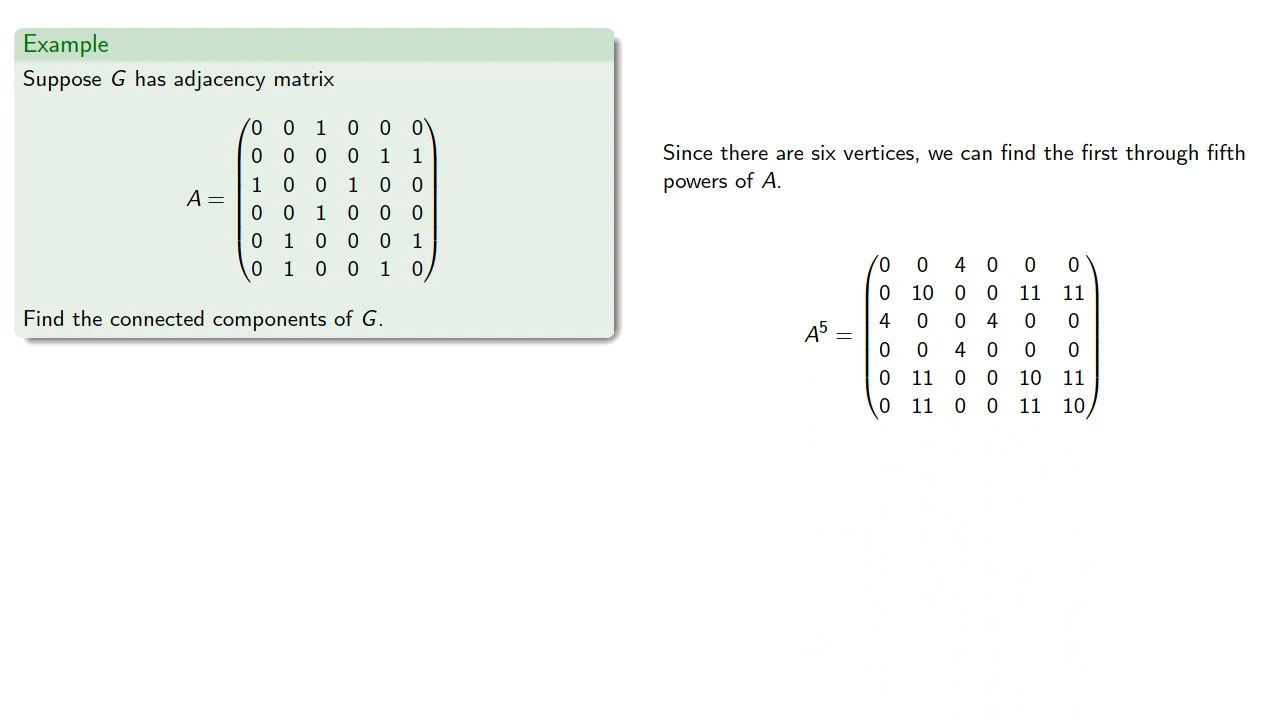 Example
Suppose G has adjacency matrix
A =
0 0 1 0 0 0
0 0 0 0 1 1
1 0 0 1 0 0
0 0 1 0 0 0
0 1 0 0 0 1
0 1 0 0 1 0
Find the connected components of G.
Since there are six vertices, we can find the first through fifth
powers of A.
A⁵ =
0 0 4 0 0 0
0 10 0 0 11 11
4 0 0 4 0 0
0 0 4 0 0 0
0 11 0 0 10 11
0 11 0 0 11 10